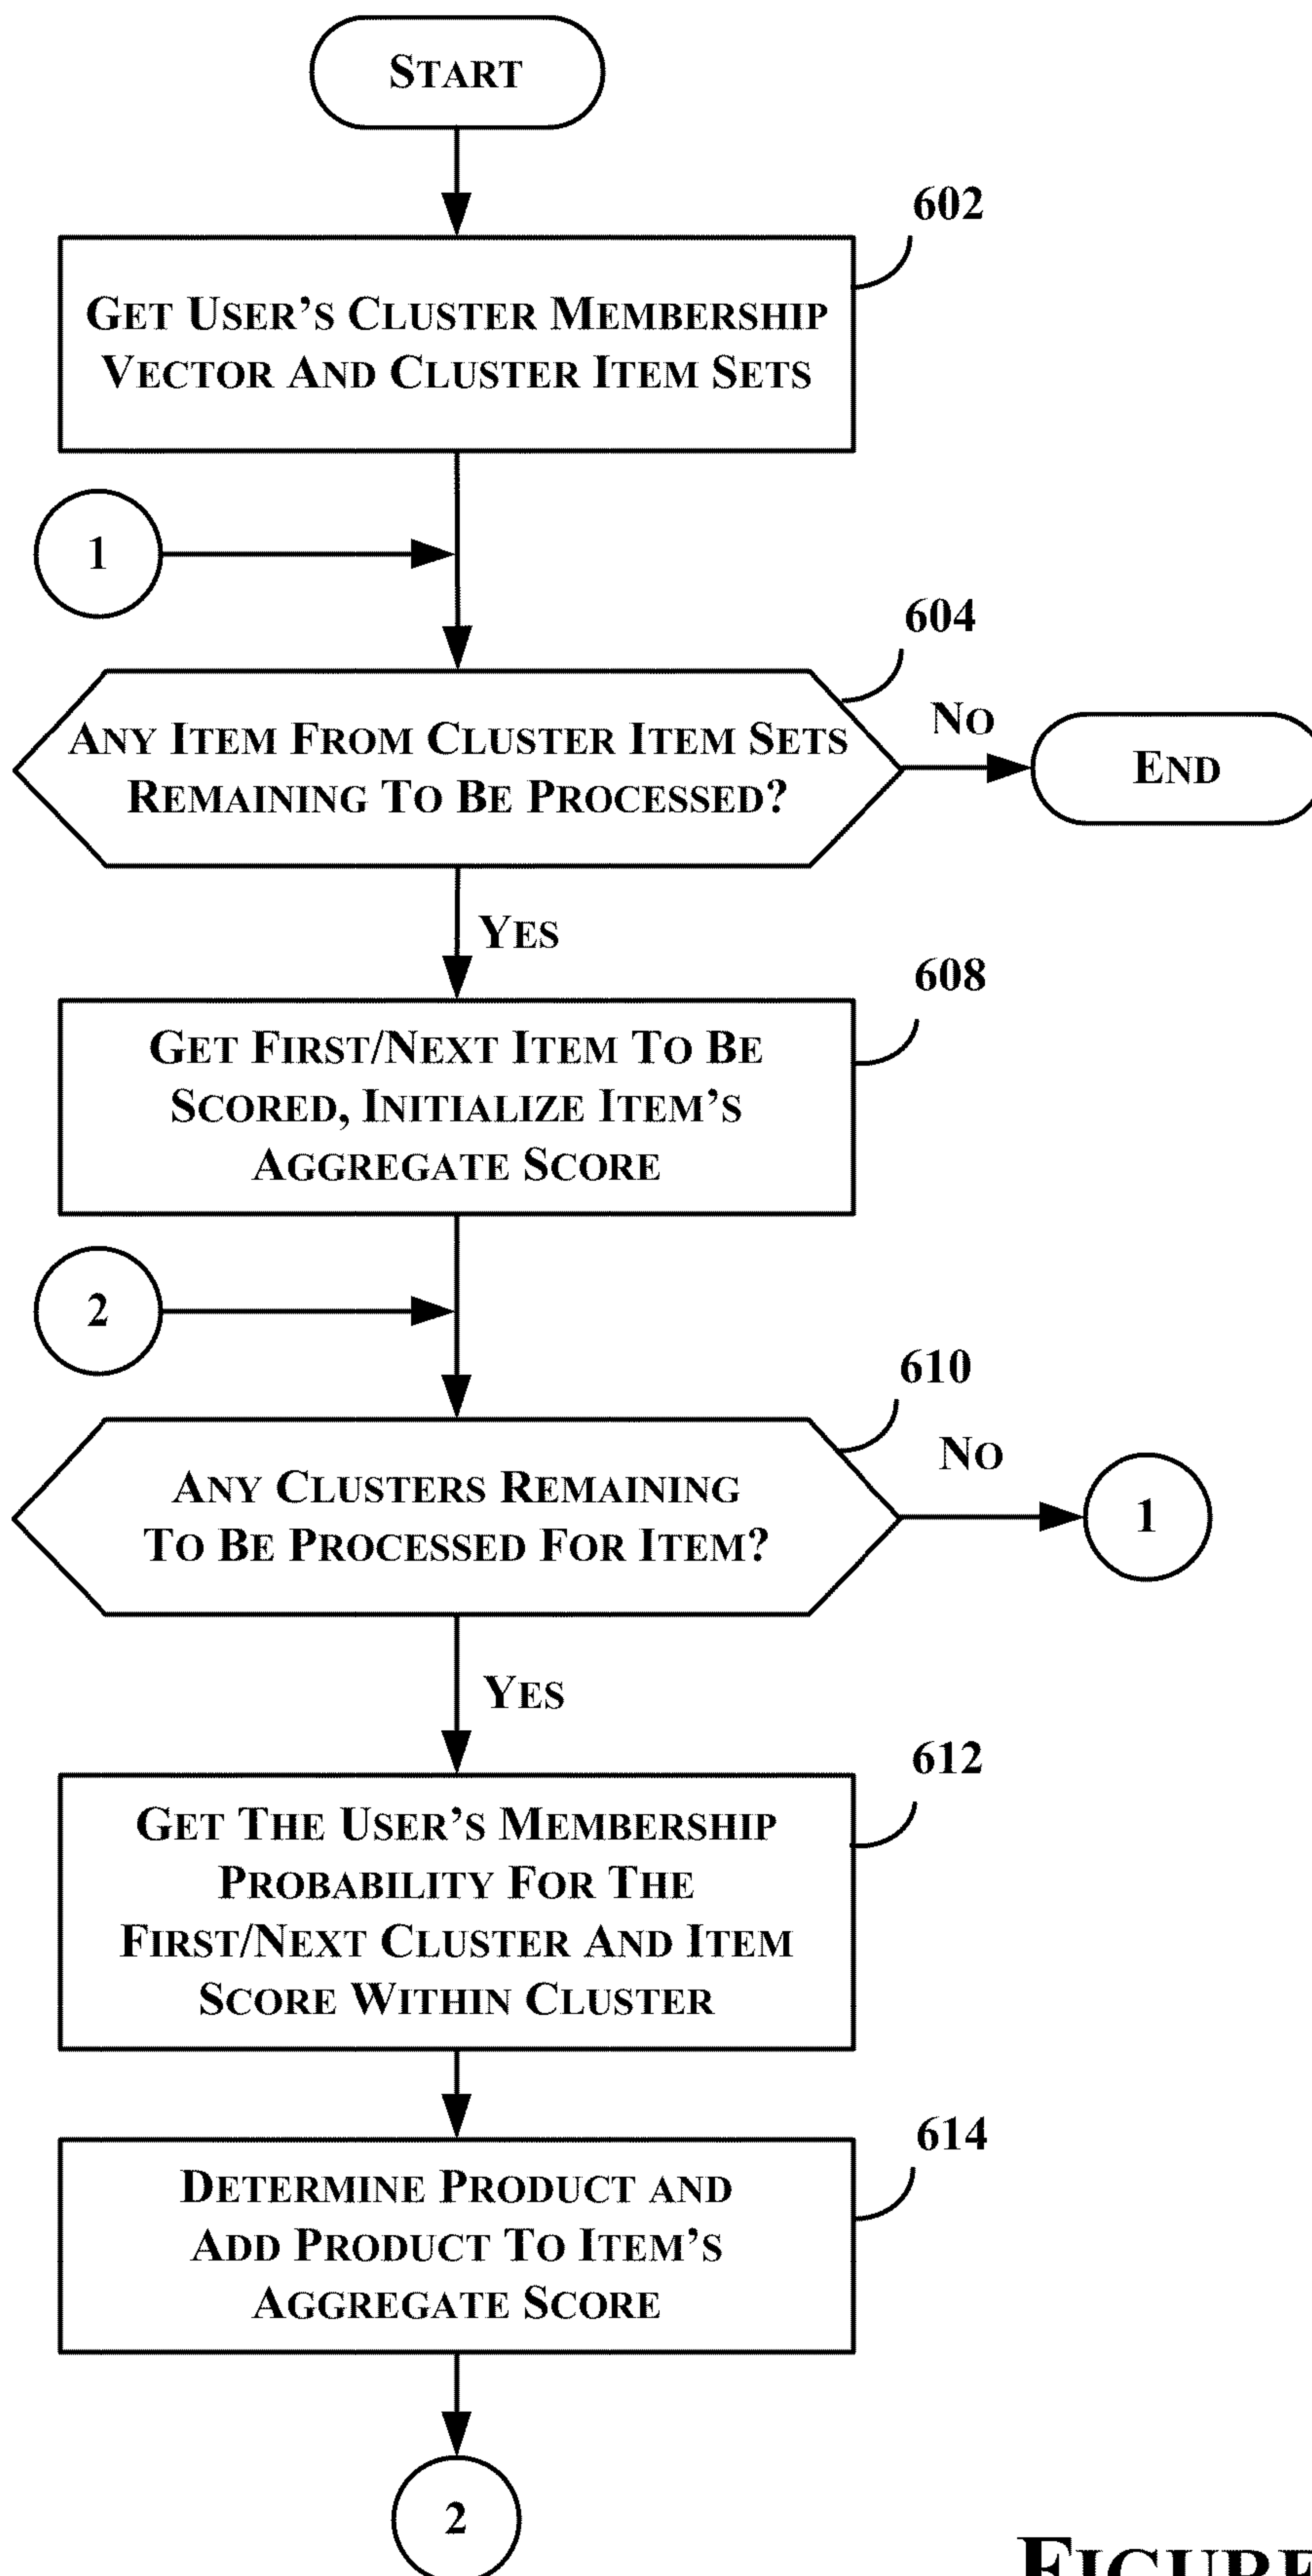 START
602
GET USER'S CLUSTER MEMBERSHIP
VECTOR AND CLUSTER ITEM SETS
1
604
ANY ITEM FROM CLUSTER ITEM SETS
REMAINING TO BE PROCESSED?
NO
END
YES
608
GET FIRST/NEXT ITEM TO BE
SCORED, INITIALIZE ITEM'S
AGGREGATE SCORE
2
610
ANY CLUSTERS REMAINING
TO BE PROCESSED FOR ITEM?
NO
1
YES
612
GET THE USER'S MEMBERSHIP
PROBABILITY FOR THE
FIRST/NEXT CLUSTER AND ITEM
SCORE WITHIN CLUSTER
614
DETERMINE PRODUCT AND
ADD PRODUCT TO ITEM'S
AGGREGATE SCORE
2
FIGURE